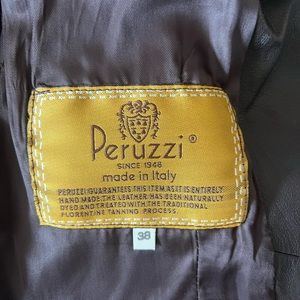 Peruzzi®
SINCE 1948
made in Italy
PERUZZI GUARANTEES THIS ITEM AS IT IS ENTIRELY
HAND MADE. THE LEATHER HAS BEEN NATURALLY
DYED AND TREATED WITH THE TRADITIONAL
FLORENTINE TANNING PROCESS.
38